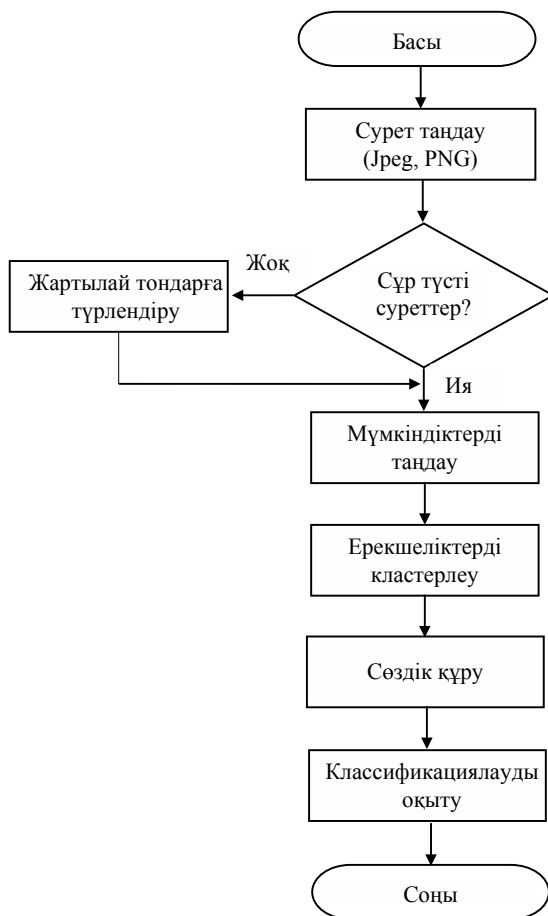 Басы
Сурет таңдау
(Jpeg, PNG)
Сұр түсті
суреттер?
Жоқ
Жартылай тондарға
түрлендіру
Ия
Мүмкіндіктерді
таңдау
Ерекшеліктерді
кластерлеу
Сөздік құру
Классификациялауды
оқыту
Соңы